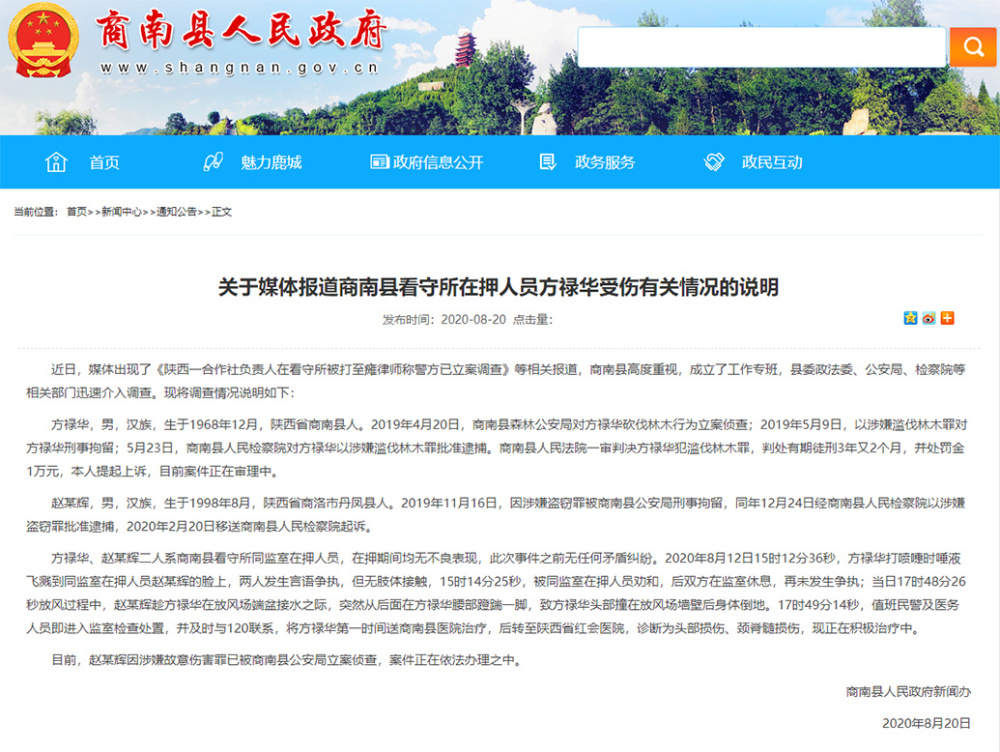 商南县人民政府
www.shangnan.gov.cn
首页 魅力鹿城 政府信息公开 政务服务 政民互动
当前位置： 首页>>新闻中心>>通知公告>>正文
关于媒体报道商南县看守所在押人员方禄华受伤有关情况的说明
发布时间：2020-08-20 点击量：
近日，媒体出现了《陕西一合作社负责人在看守所被打至瘫律师称警方已立案调查》等相关报道，商南县高度重视，成立了工作专班，县委政法委、公安局、检察院等
相关部门迅速介入调查。现将调查情况说明如下：
方禄华，男，汉族，生于1968年12月，陕西省商南县人。2019年4月20日，商南县森林公安局对方禄华砍伐林木行为立案侦查；2019年5月9日，以涉嫌滥伐林木罪对
方禄华刑事拘留；5月23日，商南县人民检察院对方禄华以涉嫌滥伐林木罪批准逮捕。商南县人民法院一审判决方禄华犯滥伐林木罪，判处有期徒刑3年又2个月，并处罚金
1万元，本人提起上诉，目前案件正在审理中。
赵某辉，男，汉族，生于1998年8月，陕西省商洛市丹凤县人。2019年11月16日，因涉嫌盗窃罪被商南县公安局刑事拘留，同年12月24日经商南县人民检察院以涉嫌
盗窃罪批准逮捕，2020年2月20日移送商南县人民检察院起诉。
方禄华、赵某辉二人系商南县看守所同监室在押人员，在押期间均无不良表现，此次事件之前无任何矛盾纠纷。2020年8月12日15时12分36秒，方禄华打喷嚏时唾液
飞溅到同监室在押人员赵某辉的脸上，两人发生言语争执，但无肢体接触，15时14分25秒，被同监室在押人员劝和，后双方在监室休息，再未发生争执；当日17时48分26
秒放风过程中，赵某辉趁方禄华在放风场端盆接水之际，突然从后面在方禄华腰部蹬踹一脚，致方禄华头部撞在放风场墙壁后身体倒地。17时49分14秒，值班民警及医务
人员即进入监室检查处置，并及时与120联系，将方禄华第一时间送商南县医院治疗，后转至陕西省红会医院，诊断为头部损伤、颈脊髓损伤，现正在积极治疗中。
目前，赵某辉因涉嫌故意伤害罪已被商南县公安局立案侦查，案件正在依法办理之中。
商南县人民政府新闻办
2020年8月20日